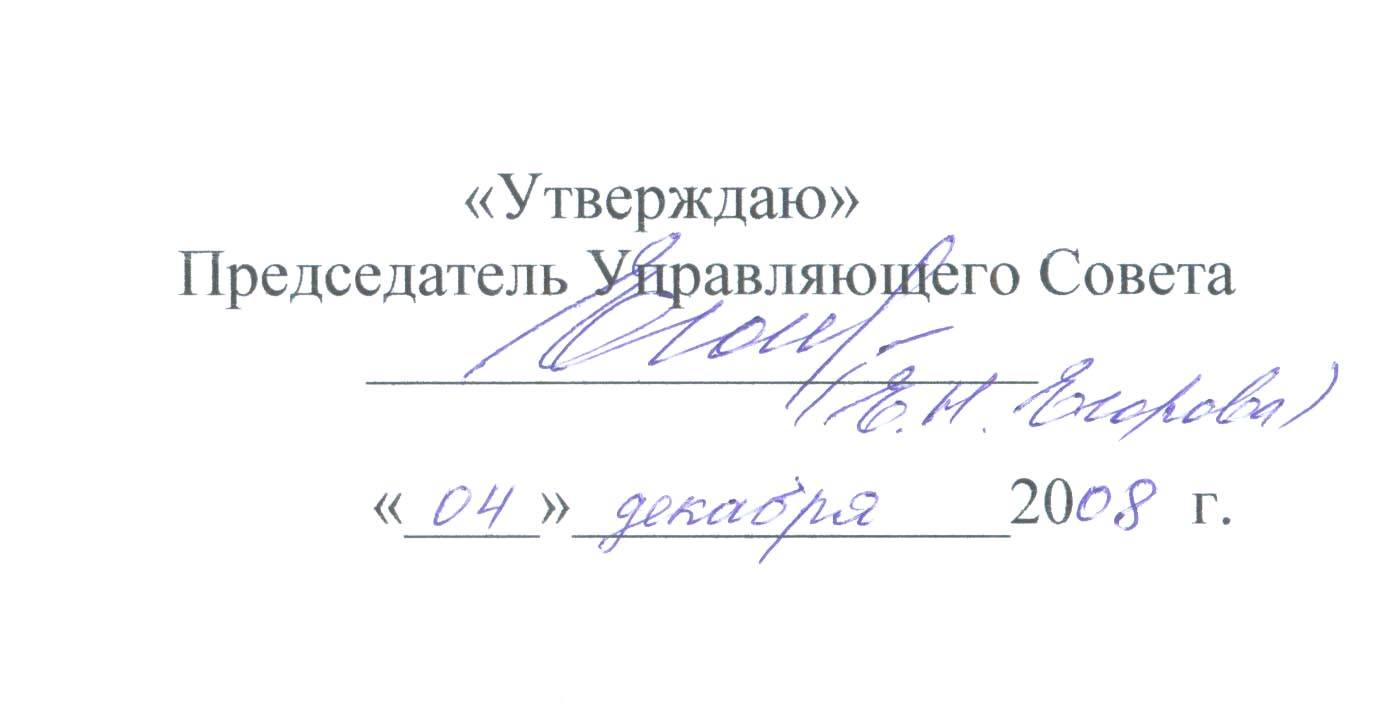 «Утверждаю»
Председатель Управляющего Совета
(Е.Н. Егорова)
«04» декабря 2008 г.